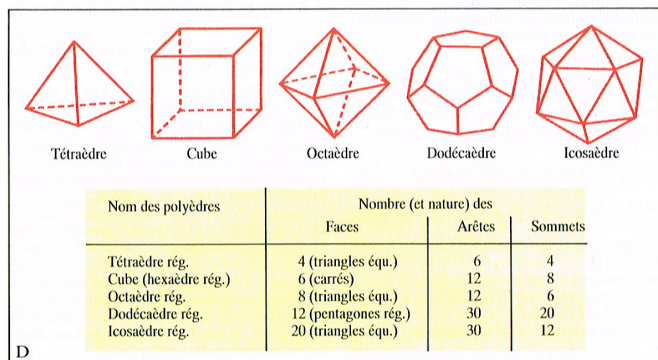 Tétraèdre Cube Octaèdre Dodécaèdre Icosaèdre
Nom des polyèdres Nombre (et nature) des
Faces Arêtes Sommets
Tétraèdre rég. 4 (triangles équ.) 6 4
Cube (hexaèdre rég.) 6 (carrés) 12 8
Octaèdre rég. 8 (triangles équ.) 12 6
Dodécaèdre rég. 12 (pentagones rég.) 30 20
Icosaèdre rég. 20 (triangles équ.) 30 12
D